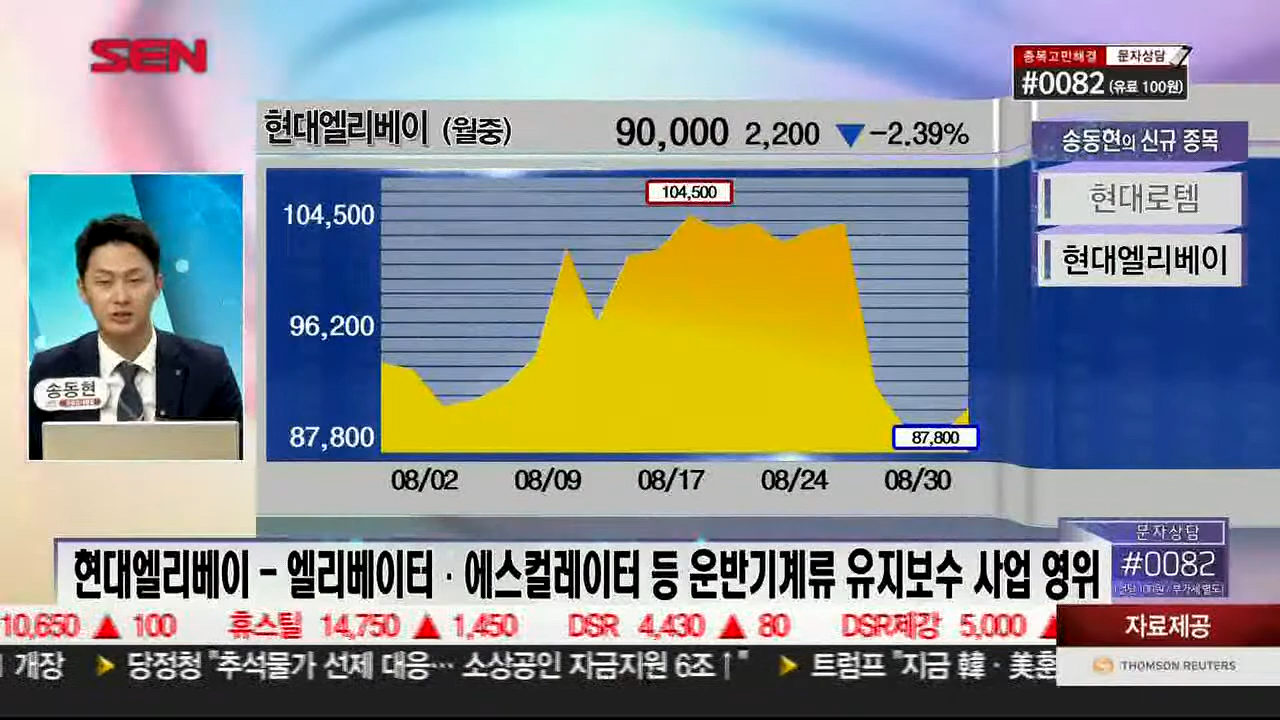 SEN
종목고민해결 문자상담
#0082 (유료 100원)
현대엘리베이 (월중) 90,000 2,200 ▼-2.39%
송동현의 신규 종목
현대로템
현대엘리베이
104,500
104,500
96,200
87,800
87,800
08/02 08/09 08/17 08/24 08/30
송동현
문자상담
#0082
현대엘리베이 - 엘리베이터 · 에스컬레이터 등 운반기계류 유지보수 사업 영위
10,650 ▲ 100 휴스틸 14,750 ▲ 1,450 DSR 4,430 ▲ 80 DSR제강 5,000 ▲
자료제공
개장 ▶ 당정청 "추석물가 선제 대응… 소상공인 자금지원 6조↑" ▶ 트럼프 "지금 韓·美
THOMSON REUTERS